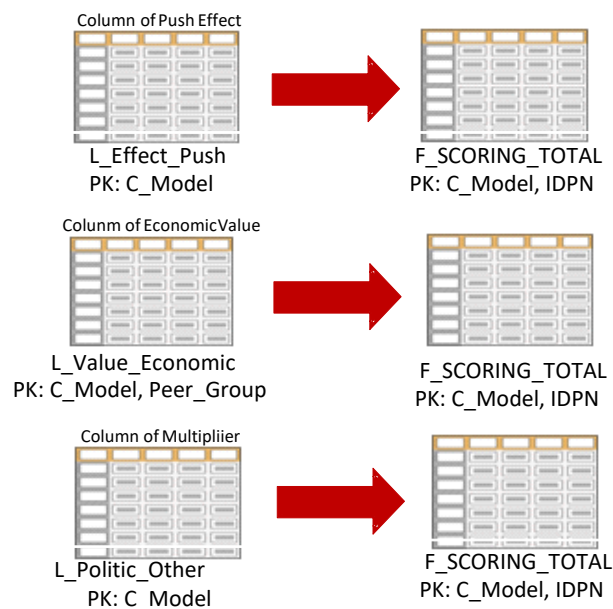 Column of Push Effect
L_Effect_Push
PK: C_Model
F_SCORING_TOTAL
PK: C_Model, IDPN
Colunm of EconomicValue
L_Value_Economic
PK: C_Model, Peer_Group
F_SCORING_TOTAL
PK: C_Model, IDPN
Column of Multipliier
L_Politic_Other
PK: C_Model
F_SCORING_TOTAL
PK: C_Model, IDPN